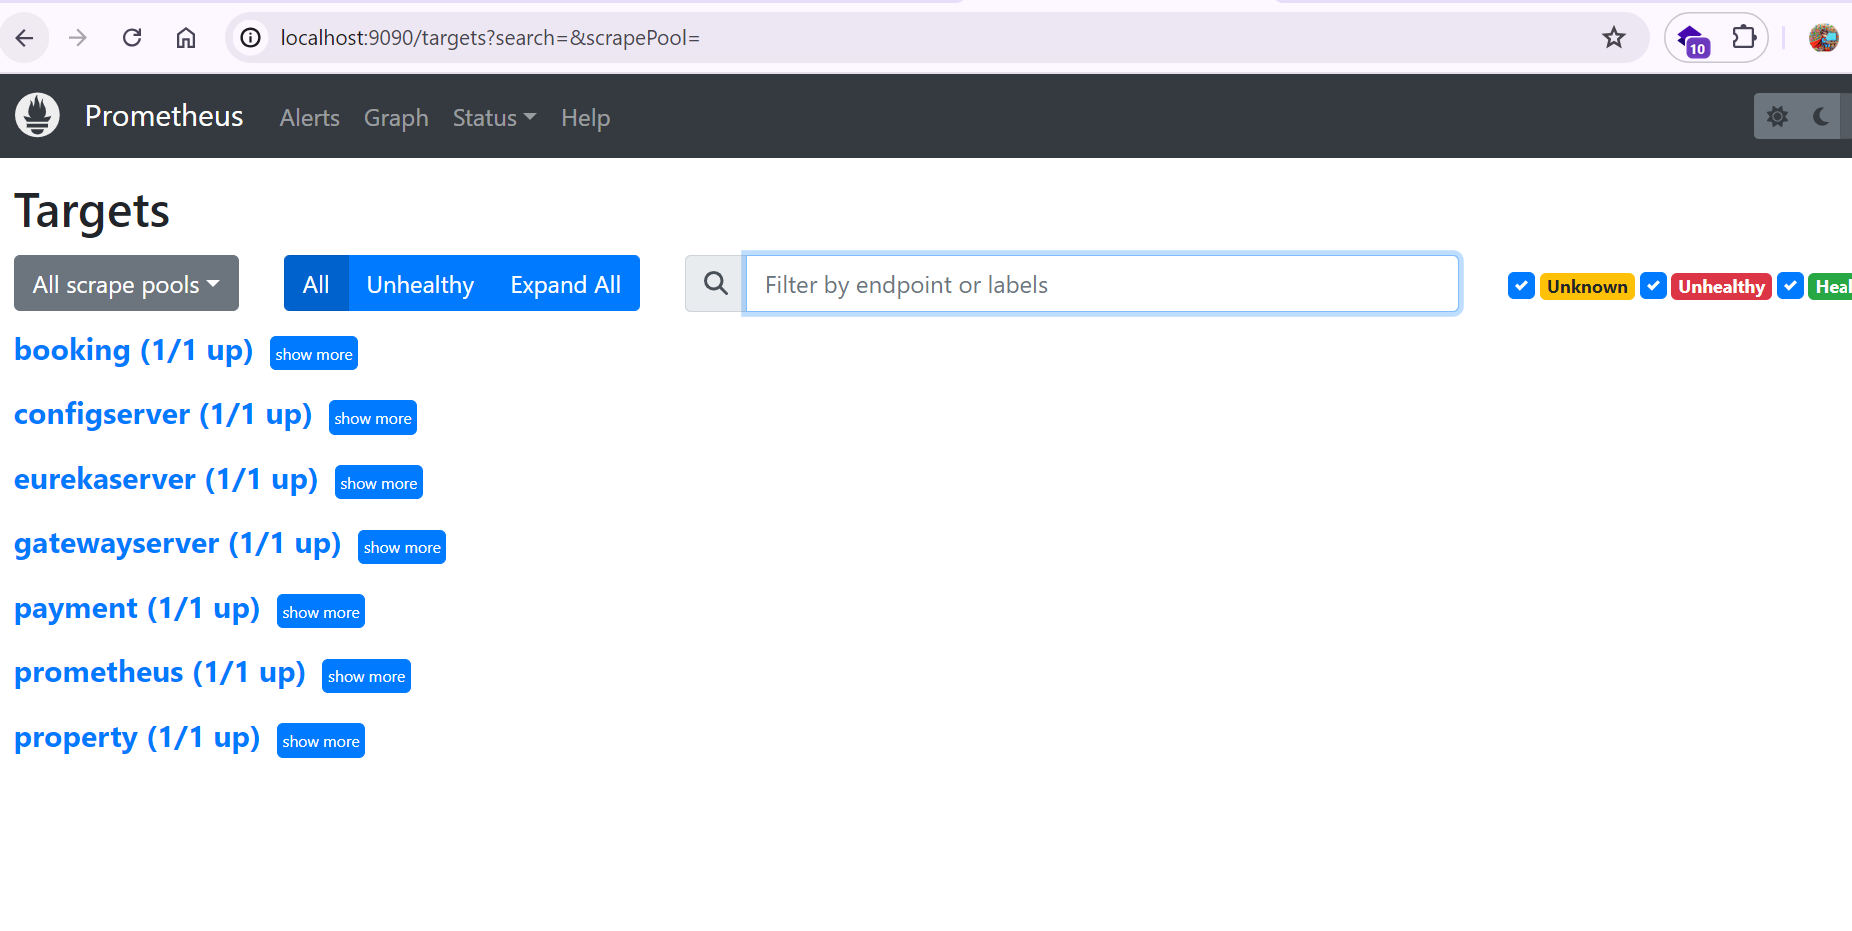 localhost:9090/targets?search=&scrapePool=
10
Prometheus Alerts Graph Status Help
Targets
All scrape pools All Unhealthy Expand All Filter by endpoint or labels Unknown Unhealthy
booking (1/1 up) show more
configserver (1/1 up) show more
eurekaserver (1/1 up) show more
gatewayserver (1/1 up) show more
payment (1/1 up) show more
prometheus (1/1 up) show more
property (1/1 up) show more